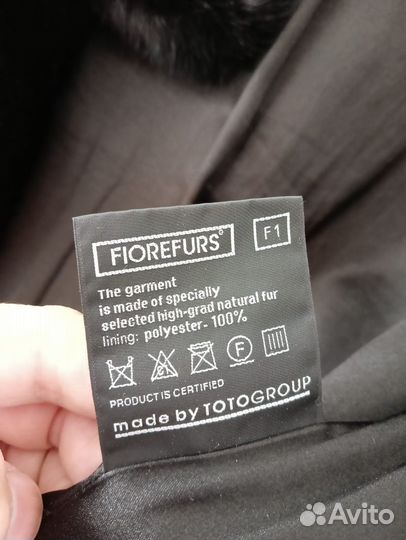 FIOREFURS®
F1
The garment
is made of specially
selected high-grad natural fur
lining: polyester- 100%
F
PRODUCT IS CERTIFIED
made by TOTOGROUP
Avito